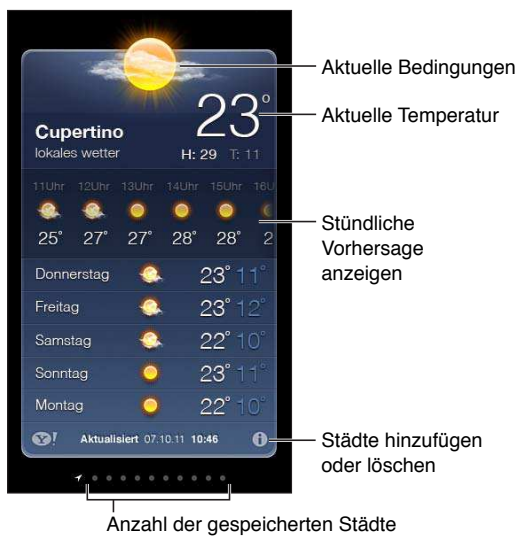 Aktuelle Bedingungen
23°
Aktuelle Temperatur
Cupertino
lokales wetter
H: 29 T: 11
11Uhr 12Uhr 13Uhr 14Uhr 15Uhr 16U
25° 27° 27° 28° 28° 2
Stündliche
Vorhersage
anzeigen
Donnerstag 23° 11°
Freitag 23° 12°
Samstag 22° 10°
Sonntag 23° 11°
Montag 22° 10°
Y! Aktualisiert 07.10.11 10:46 i
Städte hinzufügen
oder löschen
Anzahl der gespeicherten Städte